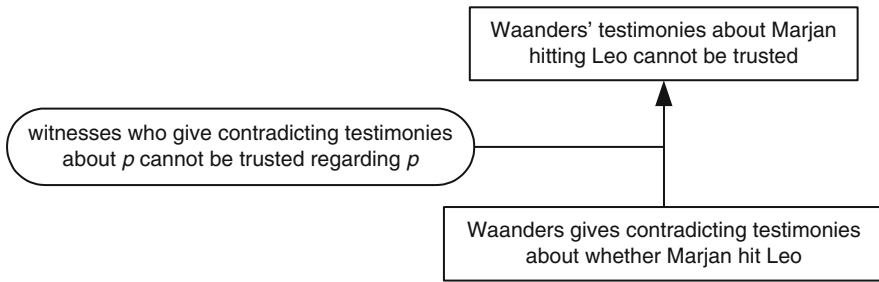 Waanders’ testimonies about Marjan
hitting Leo cannot be trusted
witnesses who give contradicting testimonies
about p cannot be trusted regarding p
Waanders gives contradicting testimonies
about whether Marjan hit Leo